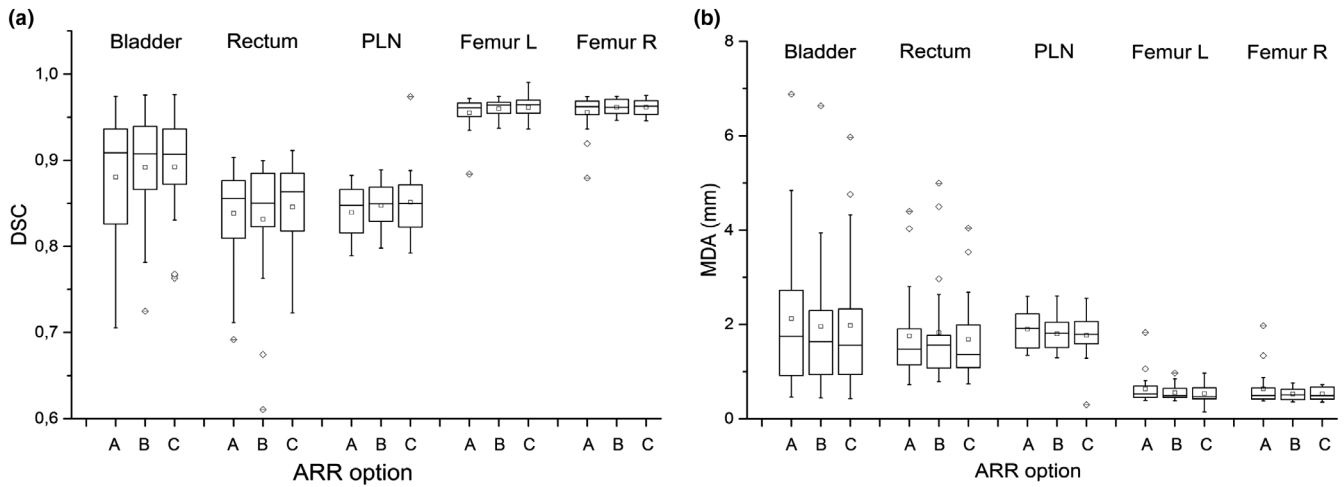 (a)
Bladder Rectum PLN Femur L Femur R
1,0
0,9
0,8
0,7
0,6
DSC
A B C A B C A B C A B C A B C
ARR option
(b)
8
Bladder Rectum PLN Femur L Femur R
6
4
2
0
MDA (mm)
A B C A B C A B C A B C A B C
ARR option